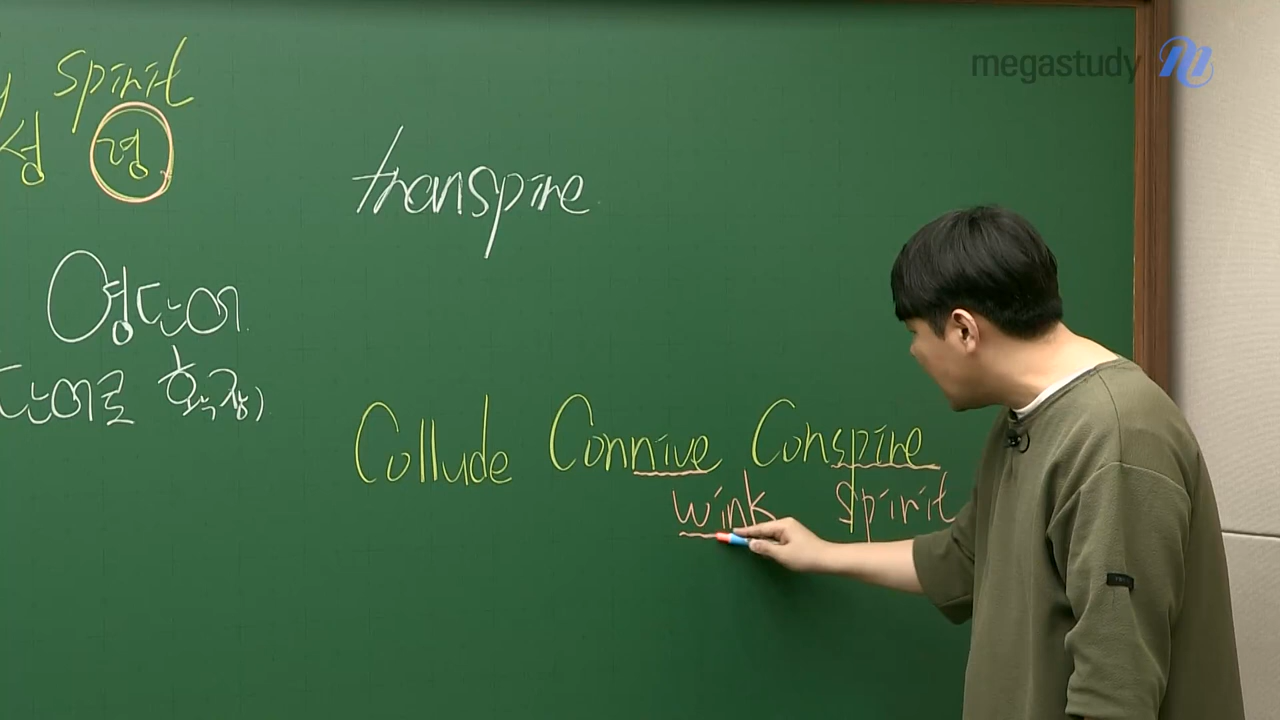 spirit
성 령
megastudy
transpire
영단어
단어로 확장)
Collude Connive Conspire
wink spirit